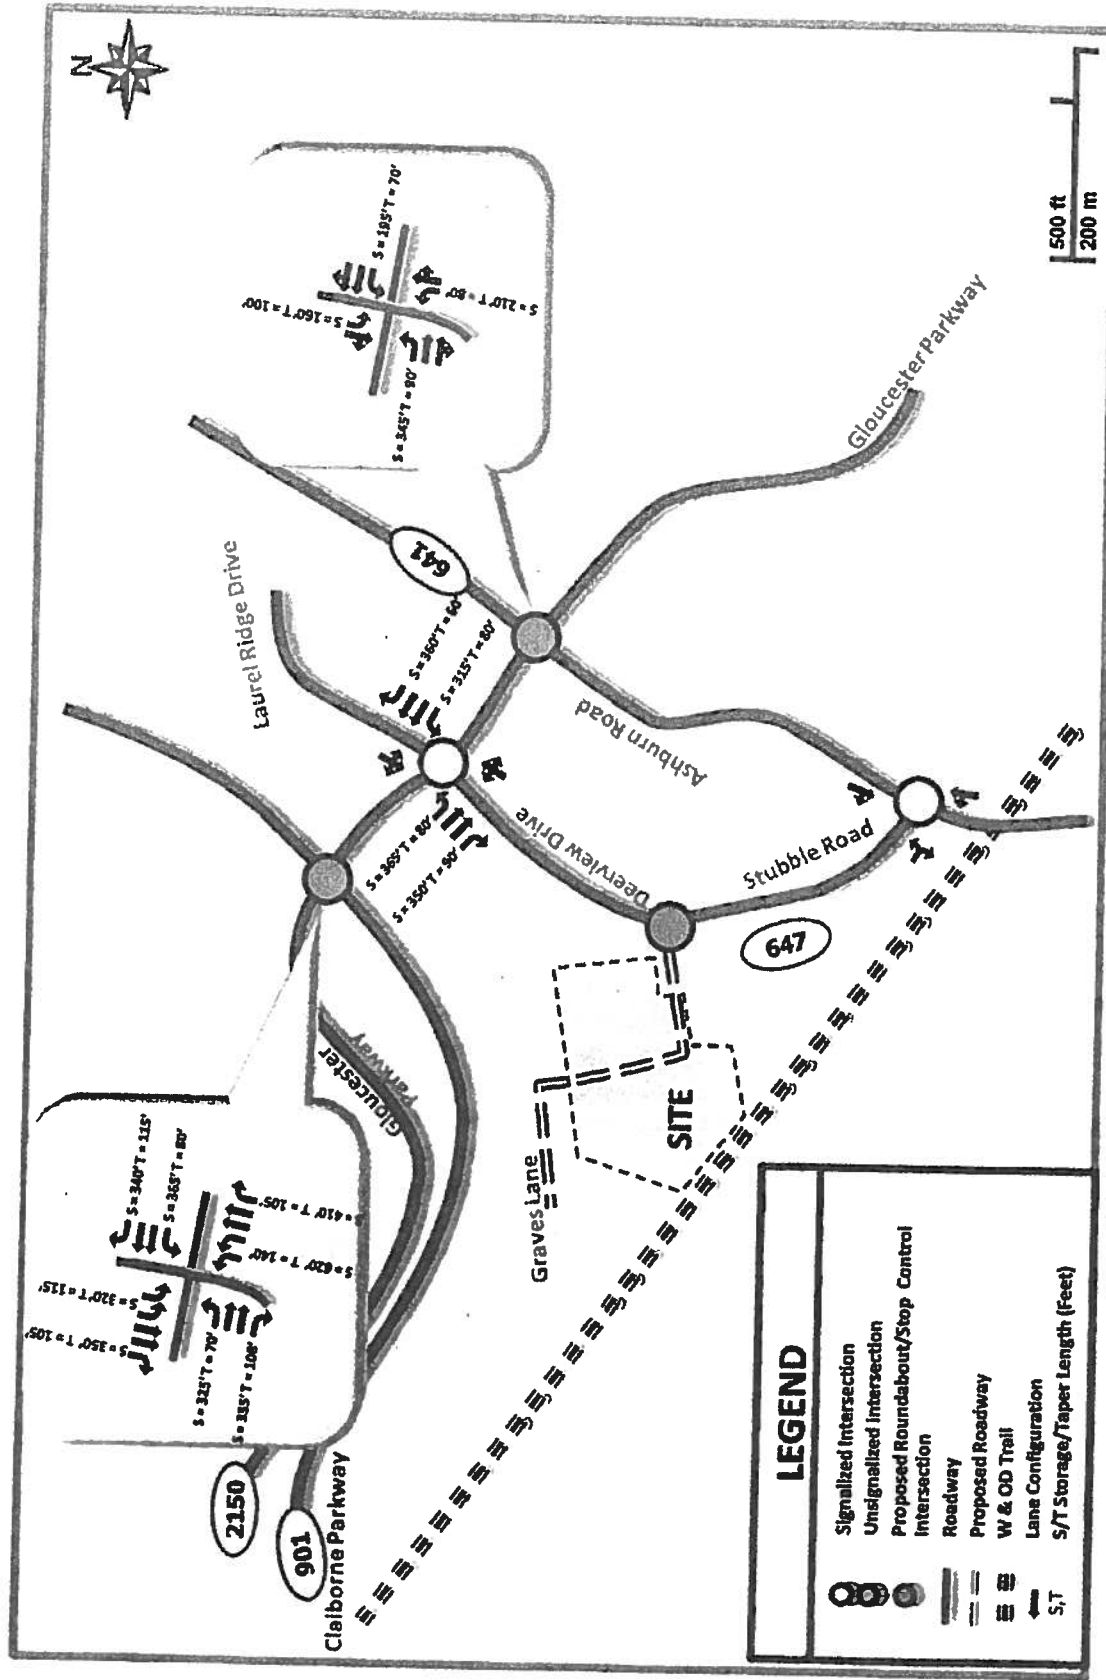 N
S = 340' T = 115'
S = 365' T = 80'
S = 320' T = 115'
S = 350' T = 105'
S = 325' T = 70'
S = 335' T = 108'
S = 410' T = 105'
S = 620' T = 140'
2150
901
Claiborne Parkway
Gloucester
Parkway
Laurel Ridge Drive
641
S = 360' T = 60'
S = 315' T = 80'
S = 365' T = 80'
S = 350' T = 90'
S = 160' T = 100'
S = 195' T = 70'
S = 345' T = 90'
S = 210' T = 80'
Gloucester Parkway
Ashburn Road
Deerview Drive
Stubble Road
647
Graves Lane
SITE
500 ft
200 m
LEGEND
Signalized Intersection
Unsignalized Intersection
Proposed Roundabout/Stop Control
Intersection
Roadway
Proposed Roadway
W & OD Trail
Lane Configuration
S,T S/T Storage/Taper Length (Feet)